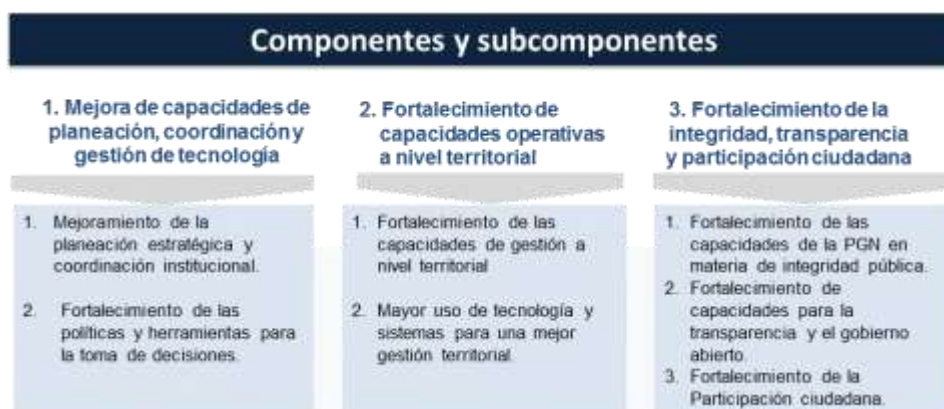 Componentes y subcomponentes
1. Mejora de capacidades de
planeación, coordinación y
gestión de tecnología
2. Fortalecimiento de
capacidades operativas
a nivel territorial
3. Fortalecimiento de la
integridad, transparencia
y participación ciudadana
1. Mejoramiento de la
planeación estratégica y
coordinación institucional.
2. Fortalecimiento de las
políticas y herramientas para
la toma de decisiones.
1. Fortalecimiento de las
capacidades de gestión a
nivel territorial
2. Mayor uso de tecnología y
sistemas para una mejor
gestión territorial
1. Fortalecimiento de las
capacidades de la PGN en
materia de integridad pública.
2. Fortalecimiento de
capacidades para la
transparencia y el gobierno
abierto.
3. Fortalecimiento de la
Participación ciudadana.